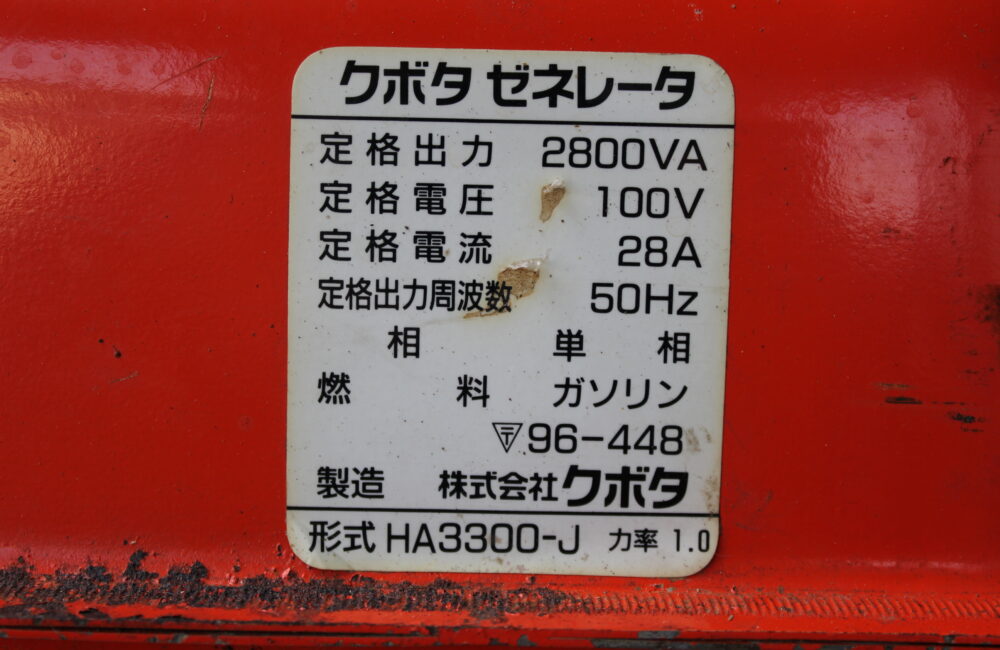 クボタ ゼネレータ
定格出力 2800VA
定格電圧 100V
定格電流 28A
定格出力周波数 50Hz
相 単相
燃料 ガソリン
〒96-448
製造 株式会社クボタ
形式 HA3300-J 力率 1.0